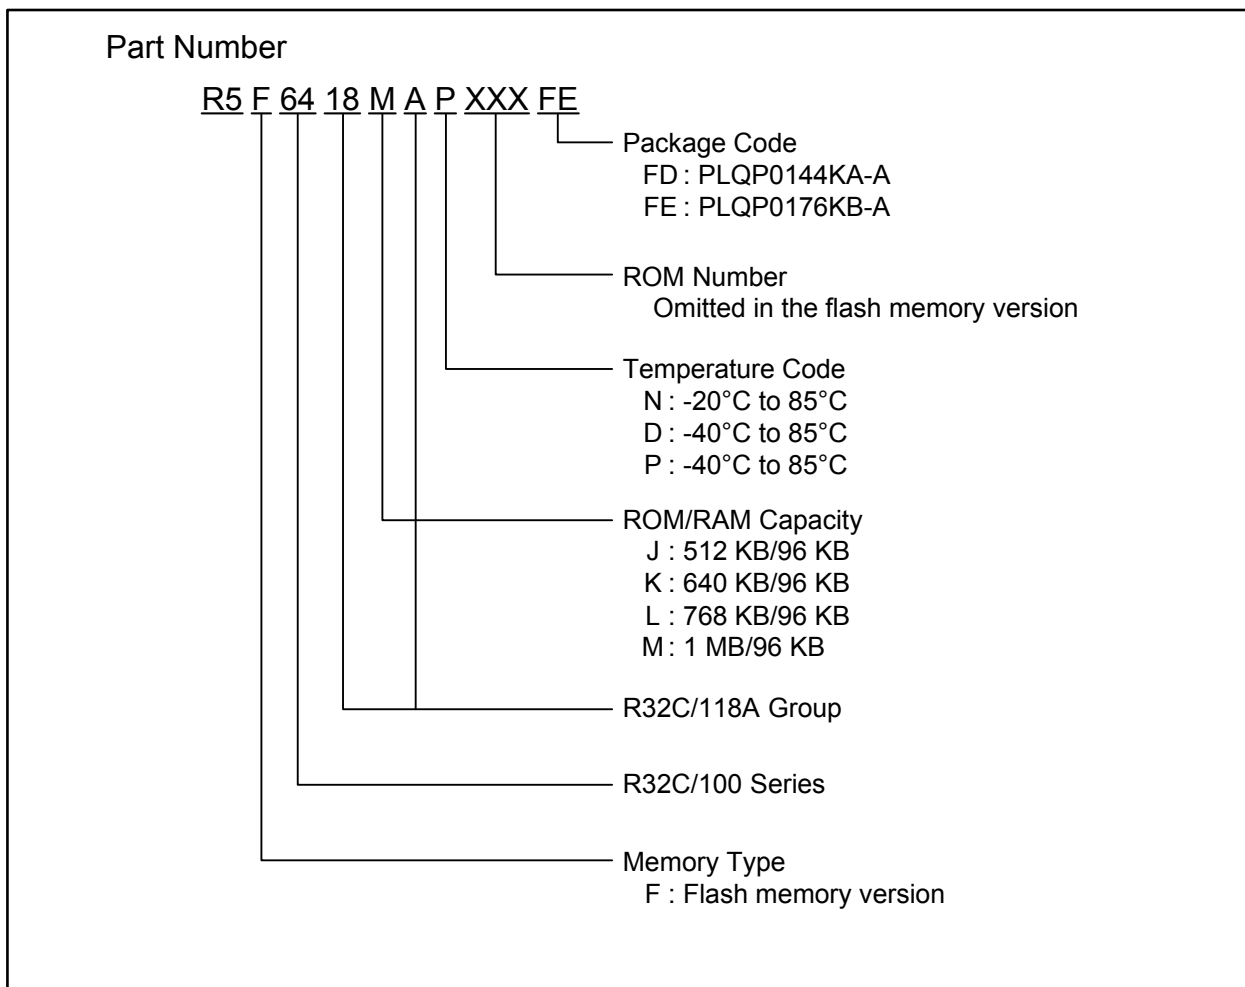 Part Number
R5 F 64 18 M A P XXX FE
Package Code
FD : PLQP0144KA-A
FE : PLQP0176KB-A
ROM Number
Omitted in the flash memory version
Temperature Code
N : -20°C to 85°C
D : -40°C to 85°C
P : -40°C to 85°C
ROM/RAM Capacity
J : 512 KB/96 KB
K : 640 KB/96 KB
L : 768 KB/96 KB
M : 1 MB/96 KB
R32C/118A Group
R32C/100 Series
Memory Type
F : Flash memory version